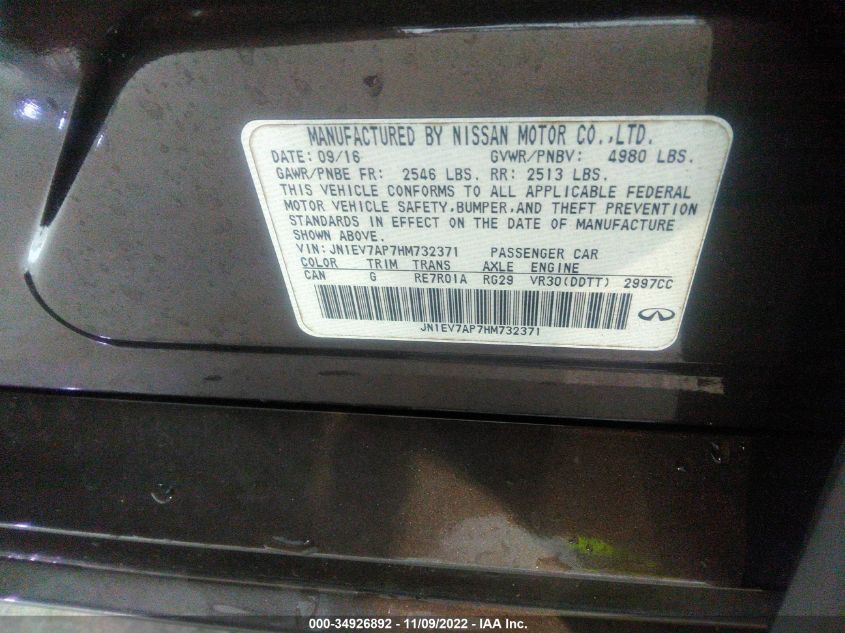 MANUFACTURED BY NISSAN MOTOR CO.,LTD.
DATE: 09/16 GVWR/PNBV: 4980 LBS.
GAWR/PNBE FR: 2546 LBS. RR: 2513 LBS.
THIS VEHICLE CONFORMS TO ALL APPLICABLE FEDERAL
MOTOR VEHICLE SAFETY,BUMPER,AND THEFT PREVENTION
STANDARDS IN EFFECT ON THE DATE OF MANUFACTURE
SHOWN ABOVE.
VIN: JN1EV7AP7HM732371 PASSENGER CAR
COLOR TRIM TRANS AXLE ENGINE
CAN G RE7R01A RG29 VR30(DDTT) 2997CC
JN1EV7AP7HM732371
000-34926892 - 11/09/2022 - IAA Inc.